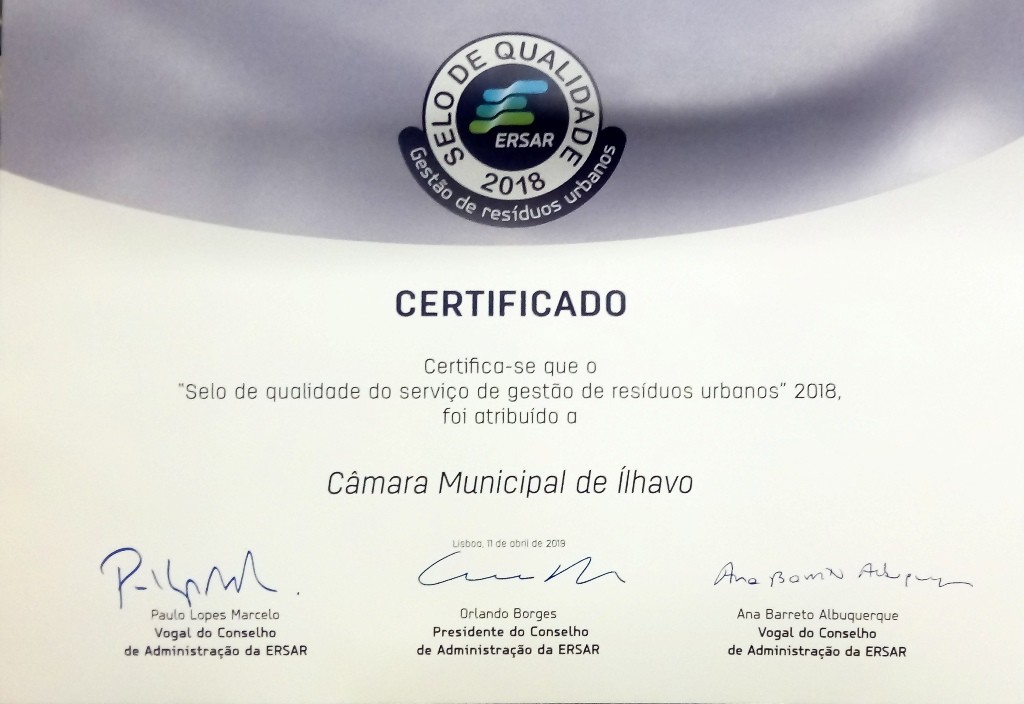 SELO DE QUALIDADE
ERSAR
2018
Gestão de resíduos urbanos
CERTIFICADO
Certifica-se que o
"Selo de qualidade do serviço de gestão de resíduos urbanos" 2018,
foi atribuído a
Câmara Municipal de Ílhavo
Lisboa, 11 de abril de 2019
Ana Barreto Albuquerque
Paulo Lopes Marcelo
Vogal do Conselho
de Administração da ERSAR
Orlando Borges
Presidente do Conselho
de Administração da ERSAR
Ana Barreto Albuquerque
Vogal do Conselho
de Administração da ERSAR